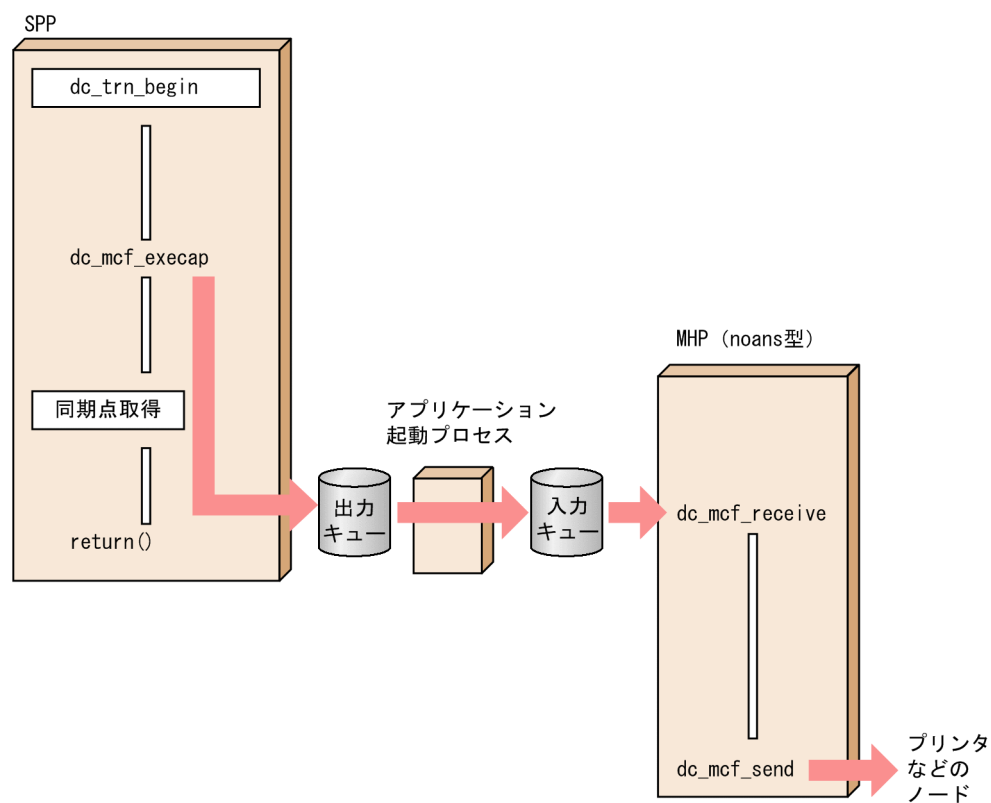 SPP
dc_trn_begin
dc_mcf_execap
同期点取得
return()
アプリケーション
起動プロセス
出力
キュー
入力
キュー
MHP（noans型）
dc_mcf_receive
dc_mcf_send
プリンタ
などの
ノード